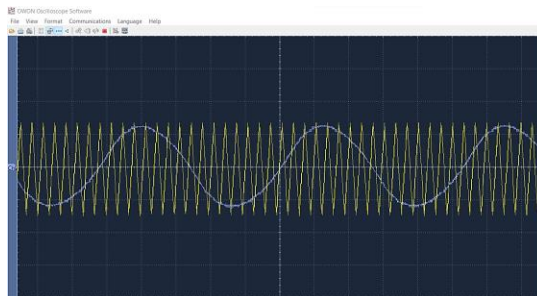 OWON Oscilloscope Software
File View Format Communications Language Help